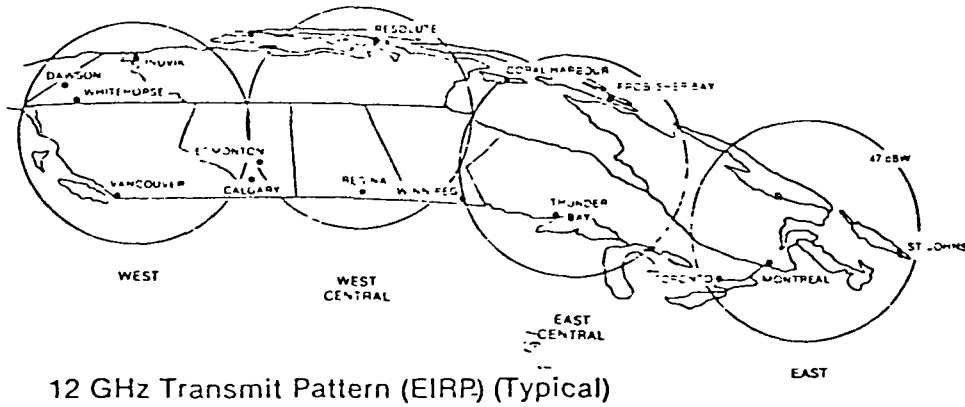 RESOLUTE
INUVIK
DAWSON
WHITEHORSE
CORAL HARBOUR
FROBISHER BAY
47 dBW
EDMONTON
VANCOUVER
CALGARY
REGINA
WINNIPEG
THUNDER
BAY
ST JOHNS
TORONTO
MONTREAL
WEST
WEST
CENTRAL
EAST
CENTRAL
EAST
12 GHz Transmit Pattern (EIRP) (Typical)